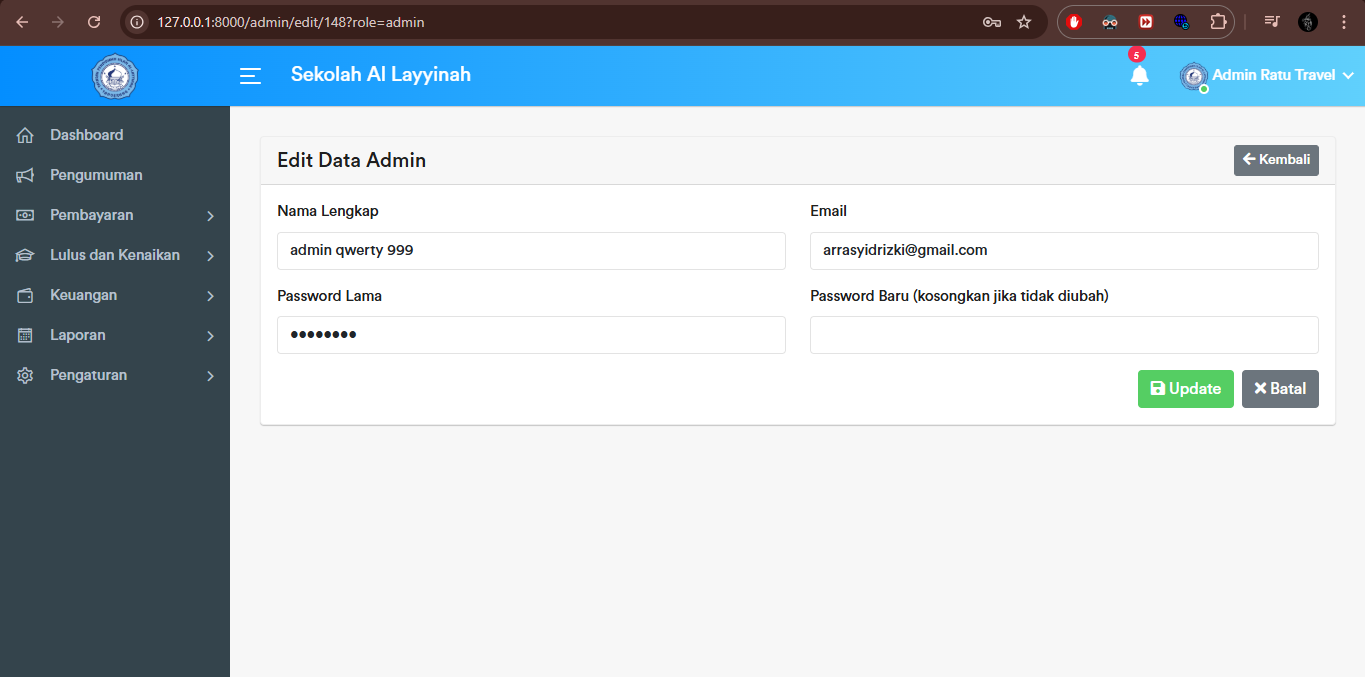 127.0.0.1:8000/admin/edit/148?role=admin
Sekolah Al Layyinah
5
Admin Ratu Travel
Dashboard
Pengumuman
Pembayaran
Lulus dan Kenaikan
Keuangan
Laporan
Pengaturan
Edit Data Admin
Kembali
Nama Lengkap
Email
admin qwerty 999
arrasyidrizki@gmail.com
Password Lama
Password Baru (kosongkan jika tidak diubah)
••••••••
Update
Batal